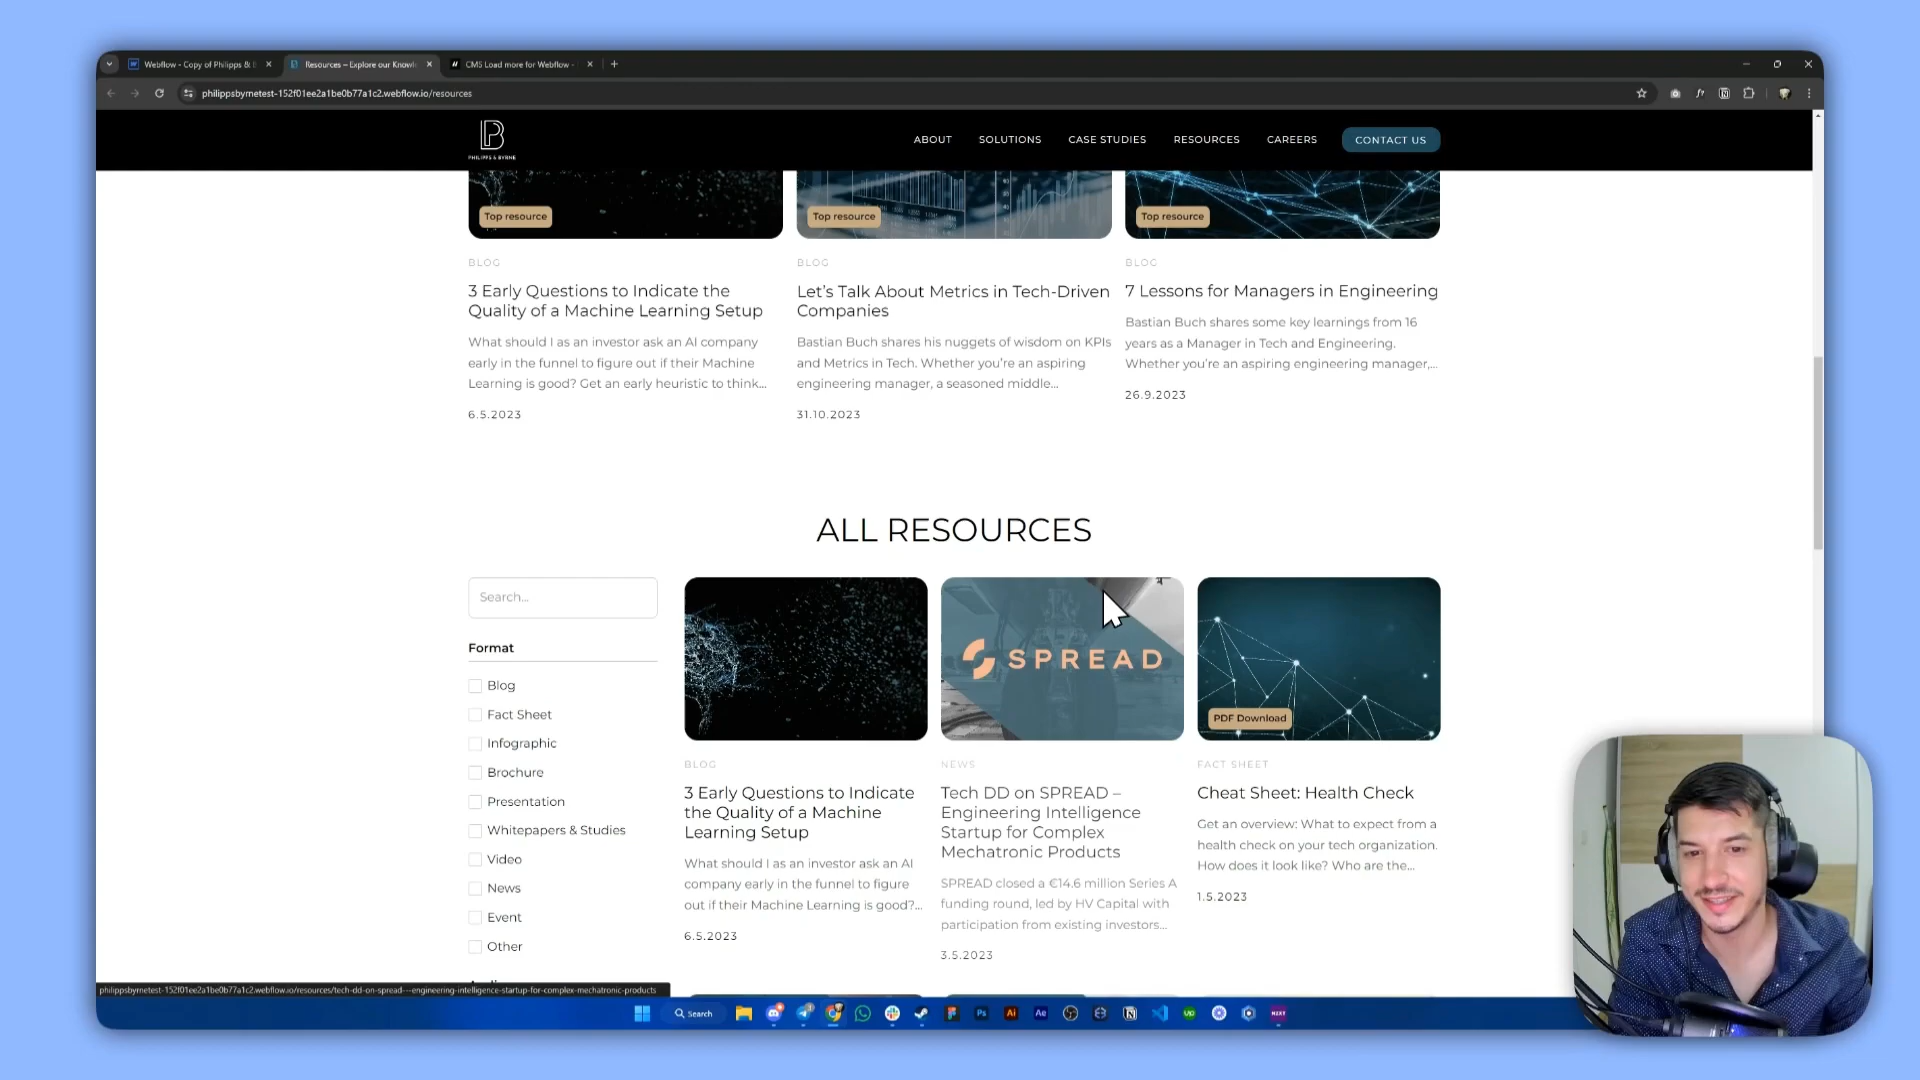 Webflow - Copy of Philipps & B
Resources – Explore our Knowl
CMS Load more for Webflow -
philippsbyrnetest-152f01ee2a1be0b77a1c2.webflow.io/resources
PHILIPPS & BYRNE
ABOUT
SOLUTIONS
CASE STUDIES
RESOURCES
CAREERS
CONTACT US
Top resource
Top resource
Top resource
BLOG
3 Early Questions to Indicate the
Quality of a Machine Learning Setup
What should I as an investor ask an AI company
early in the funnel to figure out if their Machine
Learning is good? Get an early heuristic to think...
6.5.2023
BLOG
Let's Talk About Metrics in Tech-Driven
Companies
Bastian Buch shares his nuggets of wisdom on KPIs
and Metrics in Tech. Whether you're an aspiring
engineering manager, a seasoned middle...
31.10.2023
BLOG
7 Lessons for Managers in Engineering
Bastian Buch shares some key learnings from 16
years as a Manager in Tech and Engineering.
Whether you're an aspiring engineering manager,...
26.9.2023
ALL RESOURCES
Search...
Format
Blog
Fact Sheet
Infographic
Brochure
Presentation
Whitepapers & Studies
Video
News
Event
Other
BLOG
3 Early Questions to Indicate
the Quality of a Machine
Learning Setup
What should I as an investor ask an AI
company early in the funnel to figure
out if their Machine Learning is good?...
6.5.2023
SPREAD
NEWS
Tech DD on SPREAD –
Engineering Intelligence
Startup for Complex
Mechatronic Products
SPREAD closed a €14.6 million Series A
funding round, led by HV Capital with
participation from existing investors...
3.5.2023
PDF Download
FACT SHEET
Cheat Sheet: Health Check
Get an overview: What to expect from a
health check on your tech organization.
How does it look like? Who are the...
1.5.2023
philippsbyrnetest-152f01ee2a1be0b77a1c2.webflow.io/resources/tech-dd-on-spread---engineering-intelligence-startup-for-complex-mechatronic-products
Search
Ps
Ai
Ae